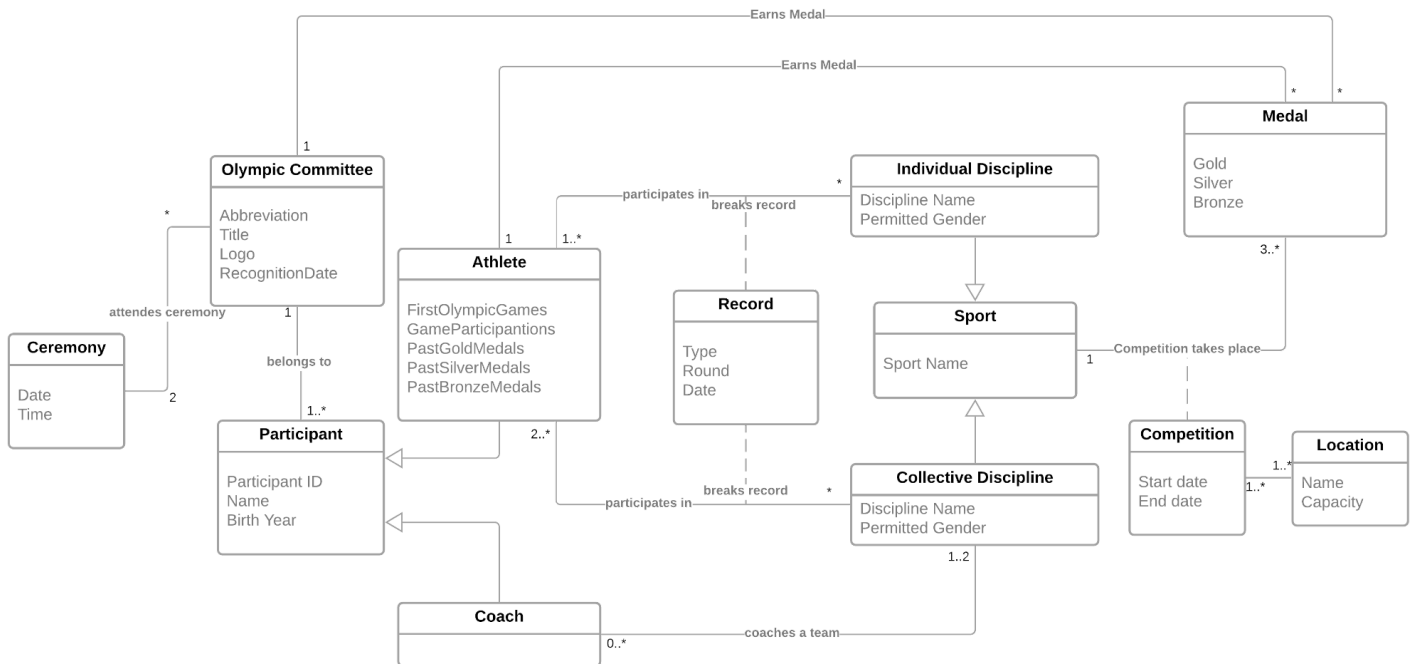 Earns Medal
Earns Medal
*
*
Medal
Gold
Silver
Bronze
3..*
1
Olympic Committee
Abbreviation
Title
Logo
RecognitionDate
*
attendes ceremony
2
Ceremony
Date
Time
1
belongs to
1..*
Participant
Participant ID
Name
Birth Year
1
1..*
Athlete
FirstOlympicGames
GameParticipantions
PastGoldMedals
PastSilverMedals
PastBronzeMedals
2..*
participates in
breaks record
*
Individual Discipline
Discipline Name
Permitted Gender
Record
Type
Round
Date
Sport
Sport Name
1
Competition takes place
breaks record
participates in
*
Collective Discipline
Discipline Name
Permitted Gender
1..2
Competition
Start date
End date
1..*
1..*
Location
Name
Capacity
Coach
0..*
coaches a team